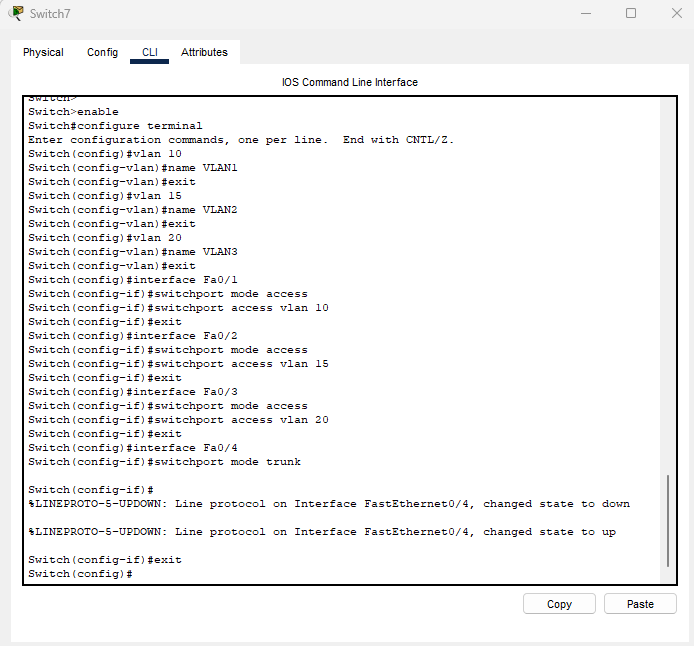 Switch7
Physical Config CLI Attributes
IOS Command Line Interface
Switch>
Switch>enable
Switch#configure terminal
Enter configuration commands, one per line.  End with CNTL/Z.
Switch(config)#vlan 10
Switch(config-vlan)#name VLAN1
Switch(config-vlan)#exit
Switch(config)#vlan 15
Switch(config-vlan)#name VLAN2
Switch(config-vlan)#exit
Switch(config)#vlan 20
Switch(config-vlan)#name VLAN3
Switch(config-vlan)#exit
Switch(config)#interface Fa0/1
Switch(config-if)#switchport mode access
Switch(config-if)#switchport access vlan 10
Switch(config-if)#exit
Switch(config)#interface Fa0/2
Switch(config-if)#switchport mode access
Switch(config-if)#switchport access vlan 15
Switch(config-if)#exit
Switch(config)#interface Fa0/3
Switch(config-if)#switchport mode access
Switch(config-if)#switchport access vlan 20
Switch(config-if)#exit
Switch(config)#interface Fa0/4
Switch(config-if)#switchport mode trunk
Switch(config-if)#
%LINEPROTO-5-UPDOWN: Line protocol on Interface FastEthernet0/4, changed state to down
%LINEPROTO-5-UPDOWN: Line protocol on Interface FastEthernet0/4, changed state to up
Switch(config-if)#exit
Switch(config)#
Copy Paste